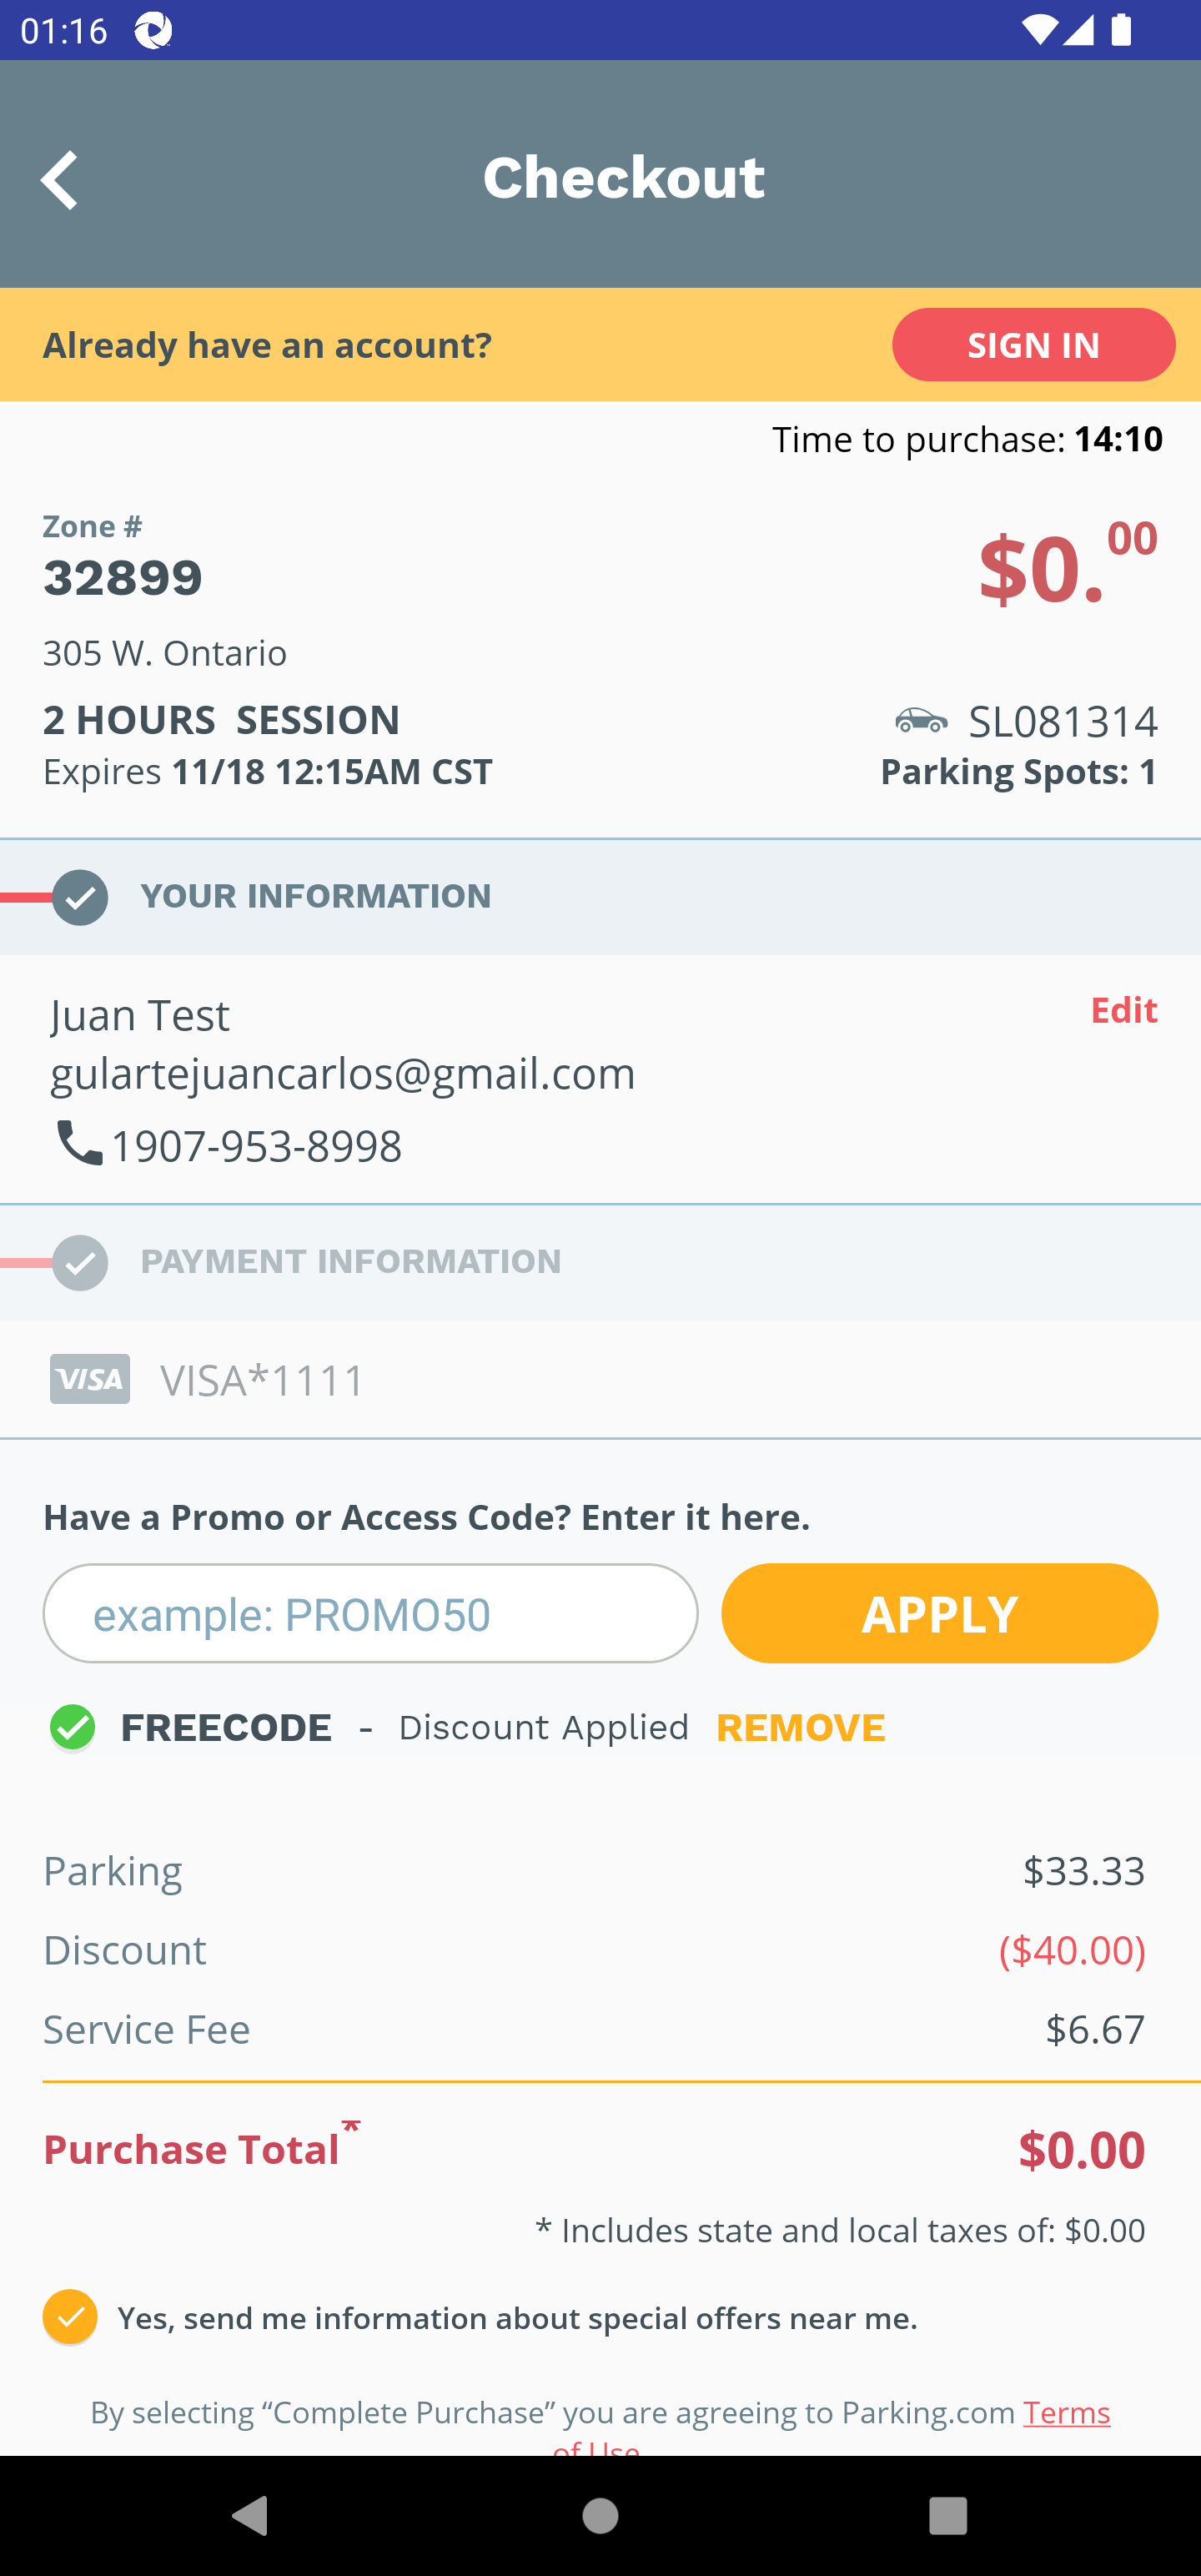 01:16
Checkout
Already have an account?
SIGN IN
Time to purchase: 14:10
Zone #
32899
$0.00
305 W. Ontario
2 HOURS SESSION
SL081314
Expires 11/18 12:15AM CST
Parking Spots: 1
YOUR INFORMATION
Juan Test
Edit
gulartejuancarlos@gmail.com
1907-953-8998
PAYMENT INFORMATION
VISA VISA*1111
Have a Promo or Access Code? Enter it here.
example: PROMO50
APPLY
FREECODE - Discount Applied REMOVE
Parking $33.33
Discount ($40.00)
Service Fee $6.67
Purchase Total* $0.00
* Includes state and local taxes of: $0.00
Yes, send me information about special offers near me.
By selecting “Complete Purchase” you are agreeing to Parking.com Terms
of Use